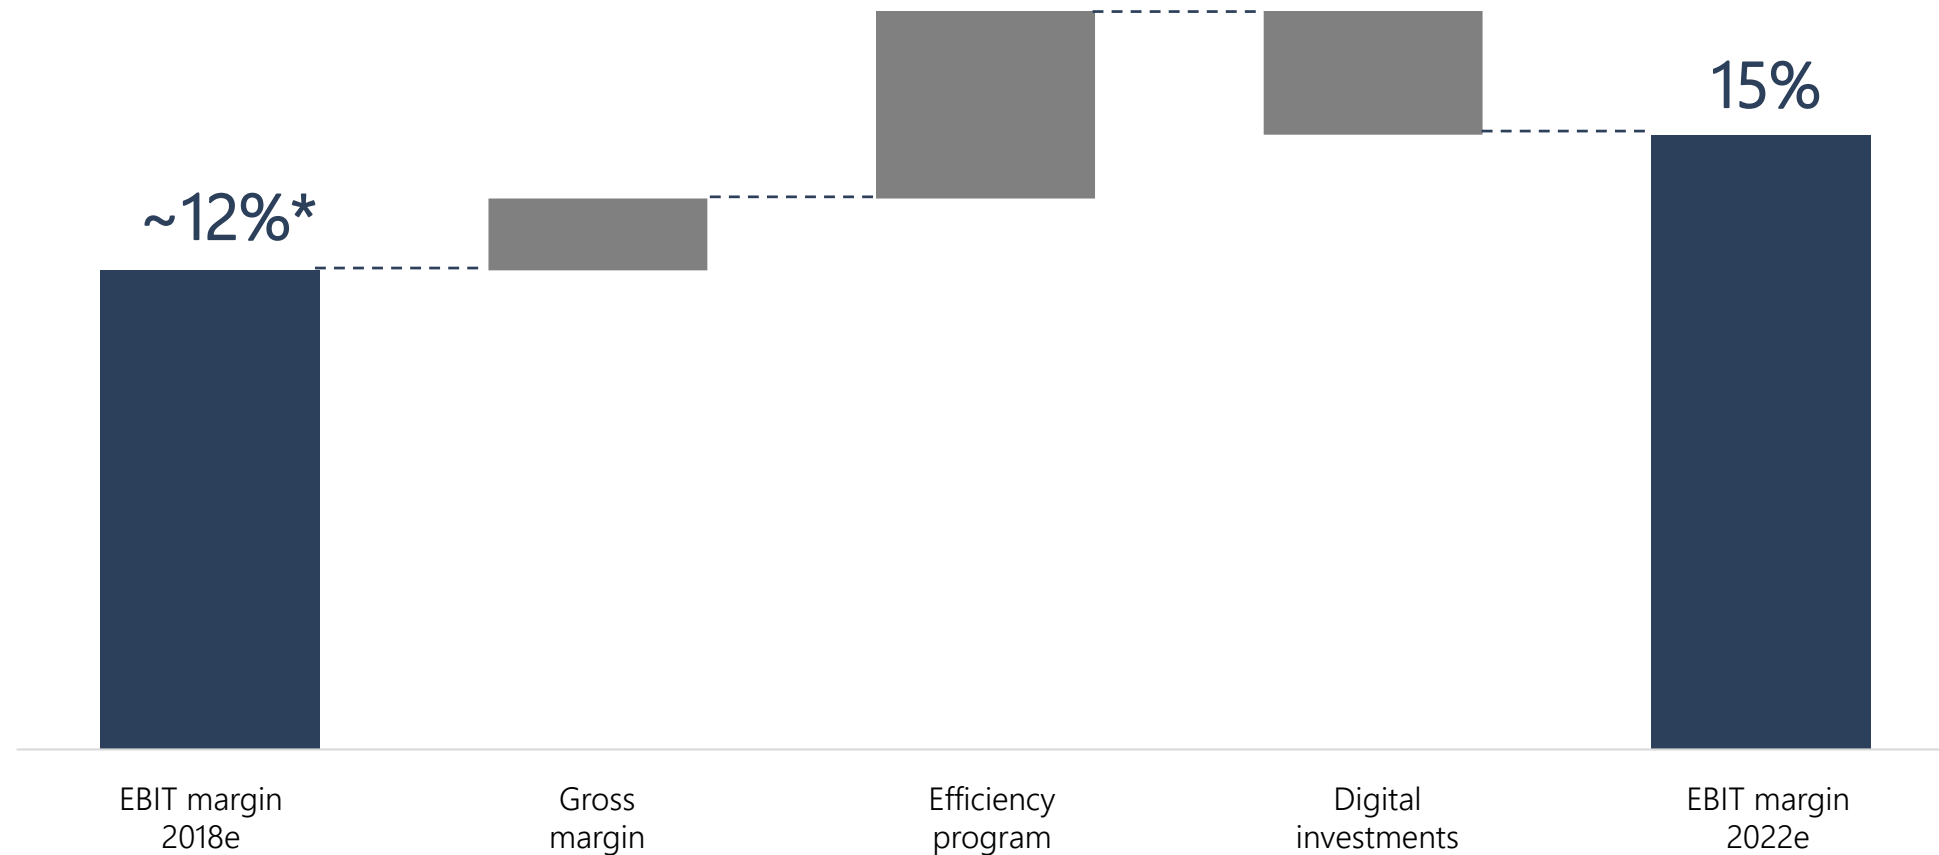 ~12%*
15%
EBIT margin
2018e
Gross
margin
Efficiency
program
Digital
investments
EBIT margin
2022e